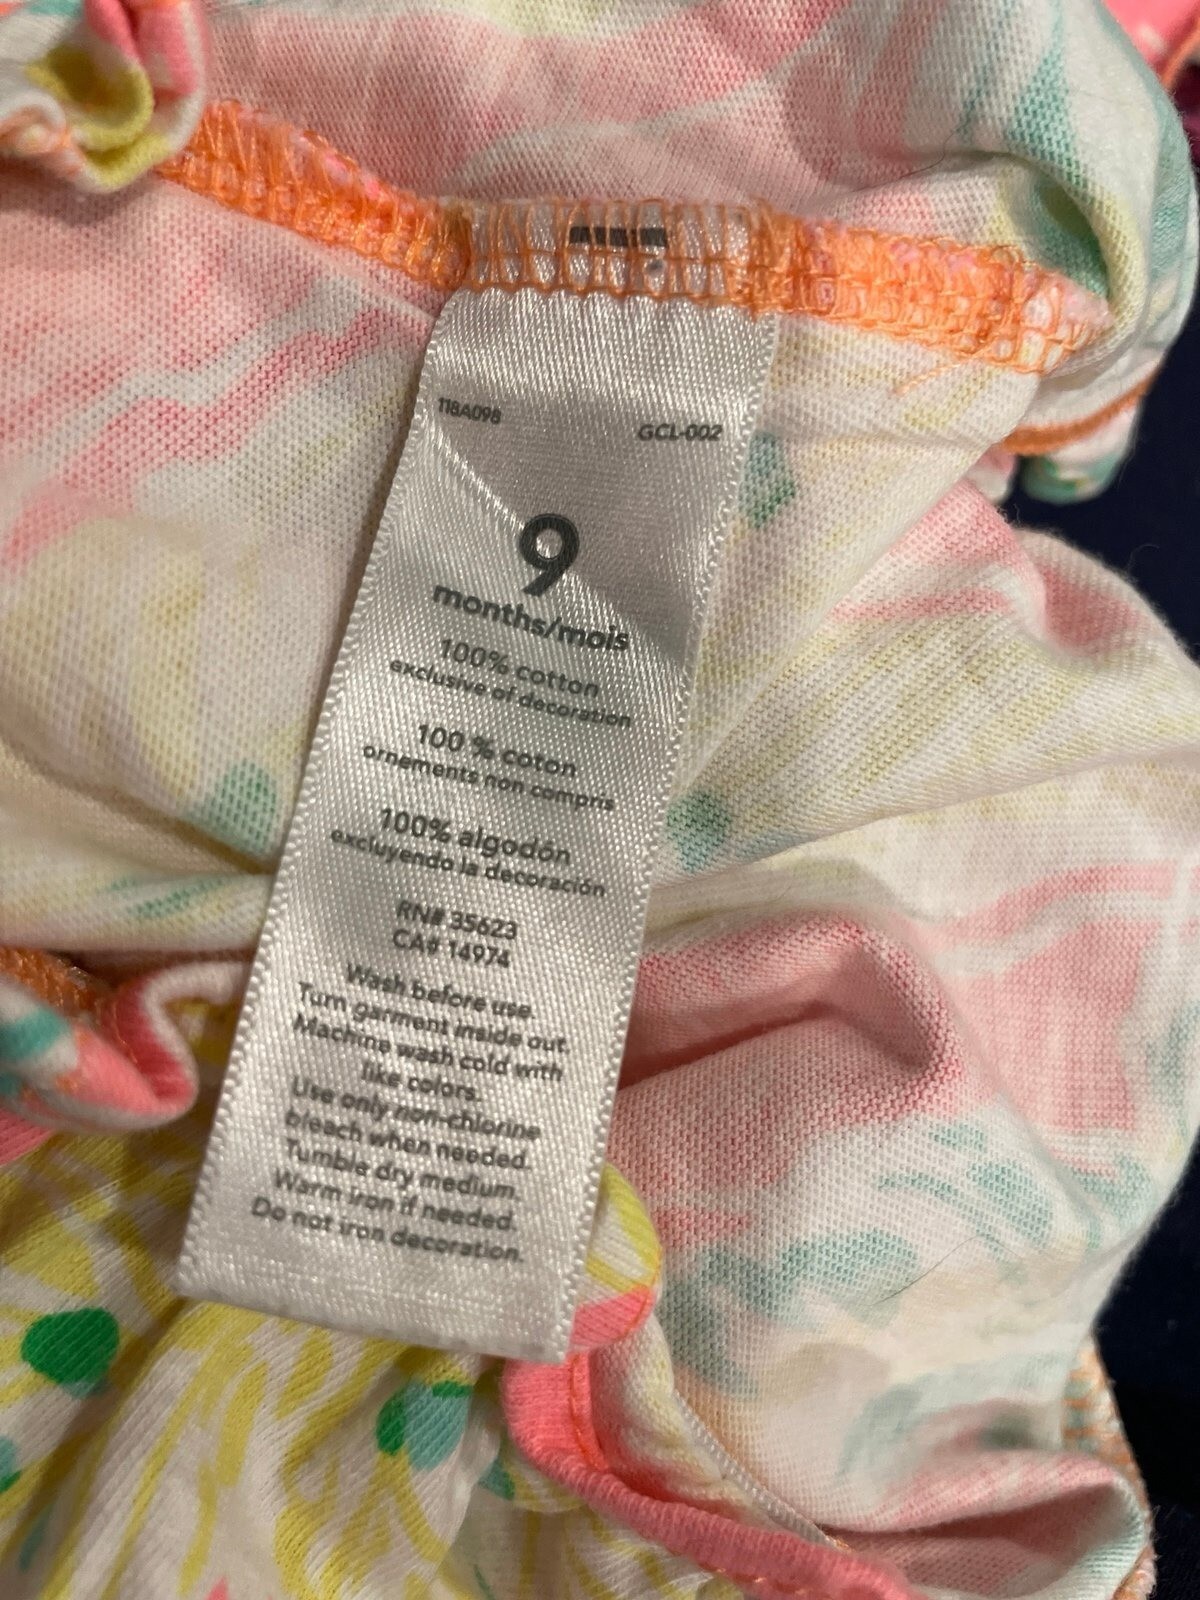 118A098 GCL-002
9
months/mois
100% cotton
exclusive of decoration
100 % coton
ornements non compris
100% algodón
excluyendo la decoración
RN# 35623
CA# 14974
Wash before use.
Turn garment inside out.
Machine wash cold with
like colors.
Use only non-chlorine
bleach when needed.
Tumble dry medium.
Warm iron if needed.
Do not iron decoration.